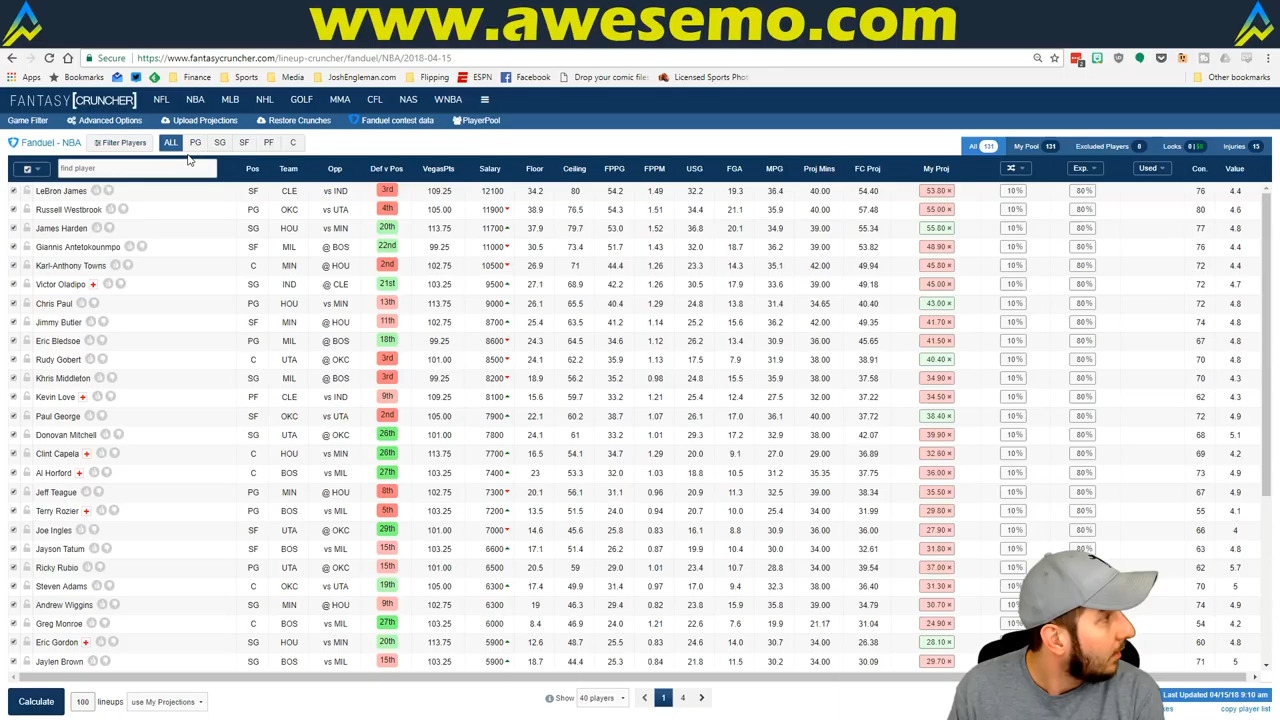 www.awesemo.com
Secure https://www.fantasycruncher.com/lineup-cruncher/fanduel/NBA/2018-04-15
Apps Bookmarks Finance Sports Media JoshEngleman.com Flipping ESPN Facebook Drop your comic files Licensed Sports Pho Other bookmarks
FANTASY [CRUNCHER] NFL NBA MLB NHL GOLF MMA CFL NAS WNBA
Game Filter Advanced Options Upload Projections Restore Crunches Fanduel contest data PlayerPool
Fanduel - NBA Filter Players ALL PG SG SF PF C All 131 My Pool 131 Excluded Players 0 Locks 0 | $0 Injuries 15
find player Pos Team Opp Def v Pos VegasPts Salary Floor Ceiling FPPG FPPM USG FGA MPG Proj Mins FC Proj My Proj Exp. Used Con. Value
LeBron James SF CLE vs IND 3rd 109.25 12100 34.2 80 54.2 1.49 32.2 19.3 36.4 40.00 54.40 53.80 × 10% 80% 76 4.4
Russell Westbrook PG OKC vs UTA 4th 105.00 11900 38.9 76.5 54.3 1.51 34.4 21.1 35.9 39.00 57.48 55.00 × 10% 80% 80 4.6
James Harden SG HOU vs MIN 20th 113.75 11700 37.9 79.7 53.0 1.52 36.8 20.1 34.9 39.00 55.34 55.80 × 10% 80% 77 4.8
Giannis Antetokounmpo SF MIL @ BOS 22nd 99.25 11000 30.5 73.4 51.7 1.43 32.0 18.7 36.2 39.00 53.82 48.90 × 10% 80% 76 4.4
Karl-Anthony Towns C MIN @ HOU 2nd 102.75 10500 26.9 71 44.4 1.26 23.3 14.3 35.1 42.00 49.94 45.80 × 10% 80% 72 4.4
Victor Oladipo SG IND @ CLE 21st 95.25 9500 27.1 68.9 42.2 1.26 30.5 17.9 33.6 39.00 49.18 45.00 × 10% 80% 72 4.7
Chris Paul PG HOU vs MIN 13th 113.75 9000 26.1 65.5 40.4 1.29 24.8 13.8 31.4 34.65 40.40 43.00 × 10% 80% 72 4.8
Jimmy Butler SF MIN @ HOU 11th 102.75 8700 25.4 63.5 41.2 1.14 25.2 15.6 36.2 42.00 49.35 41.70 × 10% 80% 74 4.8
Eric Bledsoe PG MIL @ BOS 18th 99.25 8600 24.3 64.5 34.6 1.12 26.2 13.4 30.9 36.00 45.65 41.50 × 10% 80% 67 4.8
Rudy Gobert C UTA @ OKC 3rd 101.00 8500 24.1 62.2 35.9 1.13 17.5 7.9 31.9 38.00 38.91 40.40 × 10% 80% 70 4.8
Khris Middleton SG MIL @ BOS 3rd 99.25 8200 18.9 56.2 35.2 0.98 24.8 15.5 35.9 38.00 37.58 34.90 × 10% 80% 70 4.3
Kevin Love PF CLE vs IND 9th 109.25 8100 15.6 59.7 33.2 1.21 25.4 12.4 27.5 32.00 37.22 34.50 × 10% 80% 62 4.3
Paul George SF OKC vs UTA 2nd 105.00 7900 22.1 60.2 38.7 1.07 26.1 17.0 36.1 40.00 37.72 38.40 × 10% 80% 72 4.9
Donovan Mitchell SG UTA @ OKC 26th 101.00 7800 24.1 61 33.2 1.01 29.1 17.2 33.0 38.00 42.07 39.90 × 10% 80% 68 5.1
Clint Capela C HOU vs MIN 26th 113.75 7700 16.5 54.1 34.7 1.27 17.0 9.1 27.0 29.00 36.89 32.60 × 10% 80% 70 4.2
Al Horford C BOS vs MIL 27th 103.25 7400 23 53.3 32.0 1.03 18.8 10.5 31.2 35.00 37.75 36.00 × 10% 80% 73 4.9
Jeff Teague PG MIN @ HOU 8th 102.75 7300 20.1 56.1 31.1 0.96 20.9 11.3 32.5 39.00 38.34 35.50 × 10% 80% 67 4.9
Terry Rozier PG BOS vs MIL 5th 103.25 7200 13.5 51.5 24.5 0.95 20.7 10.0 25.4 34.00 31.99 29.80 × 10% 80% 55 4.1
Joe Ingles SF UTA @ OKC 29th 101.00 7000 14.6 45.6 25.8 0.83 16.1 8.8 30.9 36.00 36.00 27.90 × 10% 80% 66 4
Jayson Tatum SF BOS vs MIL 15th 103.25 6600 17.1 51.4 26.2 0.87 19.4 10.4 30.0 34.00 32.61 31.80 × 10% 80% 63 4.8
Ricky Rubio PG UTA @ OKC 15th 101.00 6500 20.5 59 29.0 1.01 23.4 10.7 28.8 34.00 39.54 37.00 × 10% 62 5.7
Steven Adams C OKC vs UTA 19th 105.00 6300 17.4 49.9 31.4 0.97 17.0 9.0 32.4 38.00 36.40 31.30 × 10% 70 5
Andrew Wiggins SG MIN @ HOU 9th 102.75 6300 19 46.3 29.4 0.82 23.9 15.9 35.8 39.00 34.79 30.70 × 10% 74 4.9
Greg Monroe C BOS vs MIL 27th 103.25 6000 8.4 46.9 24.4 1.24 22.6 7.6 19.9 21.17 31.04 24.90 × 10% 54 4.2
Eric Gordon SG HOU vs MIN 20th 113.75 5900 12.6 48.7 25.5 0.83 24.6 14.0 30.7 34.00 26.38 28.10 × 60 4.8
Jaylen Brown SG BOS vs MIL 15th 103.25 5900 18.7 44.4 26.1 0.86 21.8 11.5 30.2 34.00 30.09 29.70 × 71 5
Calculate 100 lineups use My Projections Show 40 players 1 4 Last Updated 04/15/18 9:10 am
copy player list